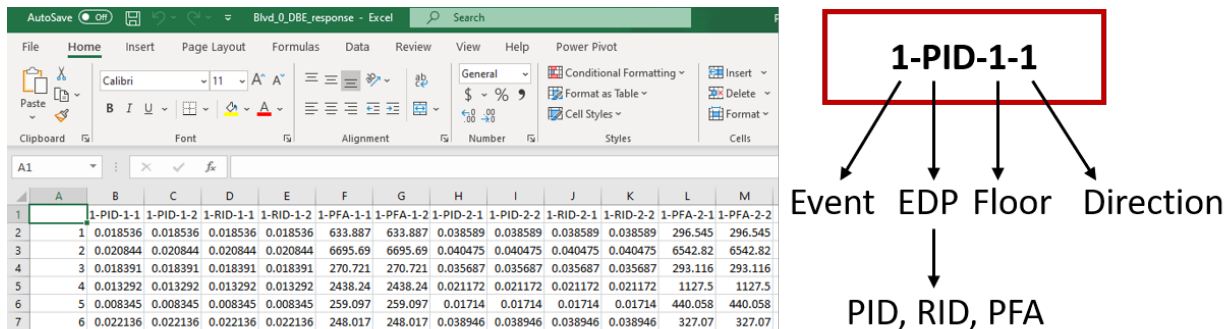 AutoSave Off Blvd_0_DBE_response - Excel Search
File Home Insert Page Layout Formulas Data Review View Help Power Pivot
Paste
Calibri 11 A^ Aˇ
B I U A
ab
General
$ % 9
Conditional Formatting
Format as Table
Cell Styles
Insert
Delete
Format
Clipboard Font Alignment Number Styles Cells
A1 fx
A B C D E F G H I J K L M
1 1-PID-1-1 1-PID-1-2 1-RID-1-1 1-RID-1-2 1-PFA-1-1 1-PFA-1-2 1-PID-2-1 1-PID-2-2 1-RID-2-1 1-RID-2-2 1-PFA-2-1 1-PFA-2-2
2 1 0.018536 0.018536 0.018536 0.018536 633.887 633.887 0.038589 0.038589 0.038589 0.038589 296.545 296.545
3 2 0.020844 0.020844 0.020844 0.020844 6695.69 6695.69 0.040475 0.040475 0.040475 0.040475 6542.82 6542.82
4 3 0.018391 0.018391 0.018391 0.018391 270.721 270.721 0.035687 0.035687 0.035687 0.035687 293.116 293.116
5 4 0.013292 0.013292 0.013292 0.013292 2438.24 2438.24 0.021172 0.021172 0.021172 0.021172 1127.5 1127.5
6 5 0.008345 0.008345 0.008345 0.008345 259.097 259.097 0.01714 0.01714 0.01714 0.01714 440.058 440.058
7 6 0.022136 0.022136 0.022136 0.022136 248.017 248.017 0.038946 0.038946 0.038946 0.038946 327.07 327.07
1-PID-1-1
Event EDP Floor Direction
PID, RID, PFA